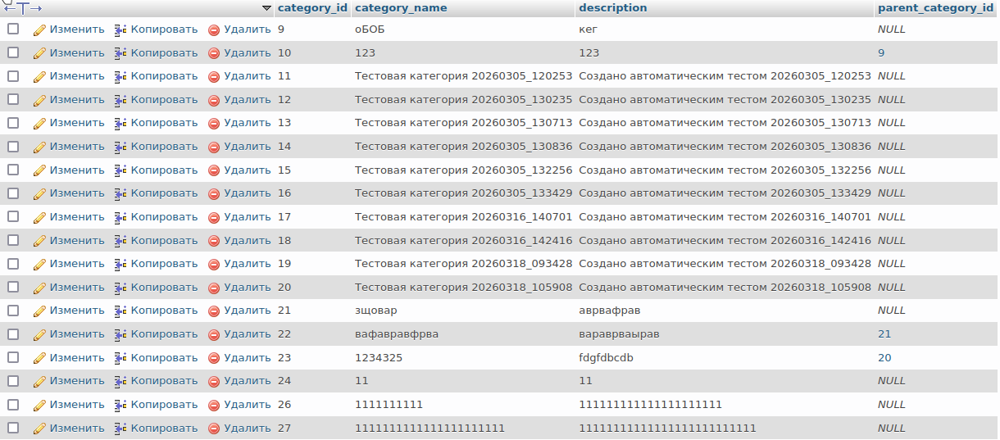 category_id category_name description parent_category_id
Изменить Копировать Удалить 9 оБОБ кег NULL
Изменить Копировать Удалить 10 123 123 9
Изменить Копировать Удалить 11 Тестовая категория 20260305_120253 Создано автоматическим тестом 20260305_120253 NULL
Изменить Копировать Удалить 12 Тестовая категория 20260305_130235 Создано автоматическим тестом 20260305_130235 NULL
Изменить Копировать Удалить 13 Тестовая категория 20260305_130713 Создано автоматическим тестом 20260305_130713 NULL
Изменить Копировать Удалить 14 Тестовая категория 20260305_130836 Создано автоматическим тестом 20260305_130836 NULL
Изменить Копировать Удалить 15 Тестовая категория 20260305_132256 Создано автоматическим тестом 20260305_132256 NULL
Изменить Копировать Удалить 16 Тестовая категория 20260305_133429 Создано автоматическим тестом 20260305_133429 NULL
Изменить Копировать Удалить 17 Тестовая категория 20260316_140701 Создано автоматическим тестом 20260316_140701 NULL
Изменить Копировать Удалить 18 Тестовая категория 20260316_142416 Создано автоматическим тестом 20260316_142416 NULL
Изменить Копировать Удалить 19 Тестовая категория 20260318_093428 Создано автоматическим тестом 20260318_093428 NULL
Изменить Копировать Удалить 20 Тестовая категория 20260318_105908 Создано автоматическим тестом 20260318_105908 NULL
Изменить Копировать Удалить 21 зщовар аврвафрав NULL
Изменить Копировать Удалить 22 вафавравфрва вараврваырав 21
Изменить Копировать Удалить 23 1234325 fdgfdbcdb 20
Изменить Копировать Удалить 24 11 11 NULL
Изменить Копировать Удалить 26 1111111111 111111111111111111111 NULL
Изменить Копировать Удалить 27 1111111111111111111111 11111111111111111111111111 NULL